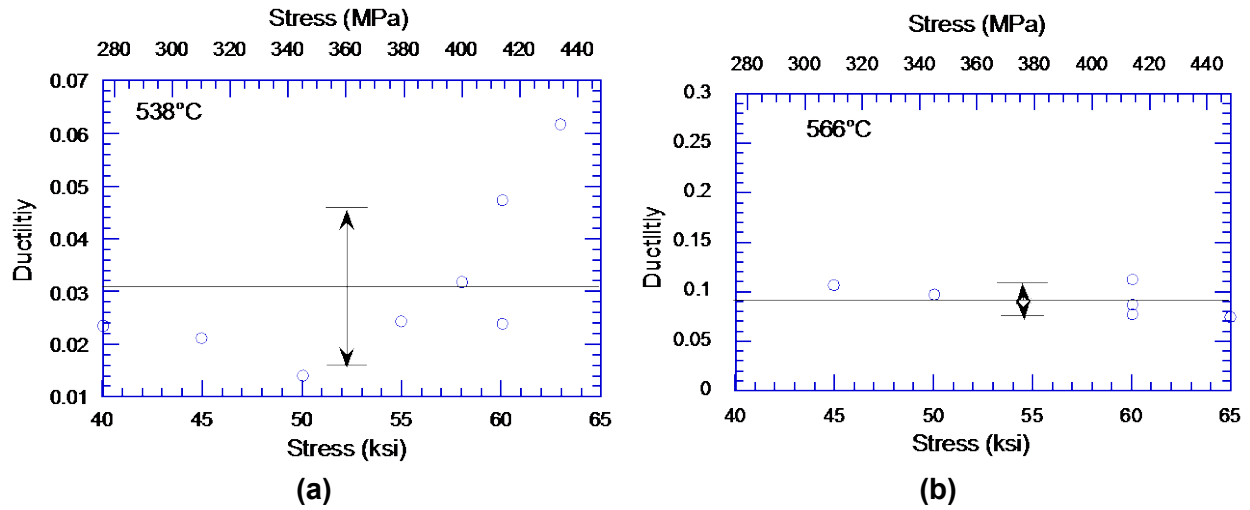 Stress (MPa)
280 300 320 340 360 380 400 420 440
0.07
0.06
0.05
0.04
0.03
0.02
0.01
538°C
Ductiltiy
40 45 50 55 60 65
Stress (ksi)
(a)
Stress (MPa)
280 300 320 340 360 380 400 420 440
0.3
0.25
0.2
0.15
0.1
0.05
0
566°C
Ductiltiy
40 45 50 55 60 65
Stress (ksi)
(b)